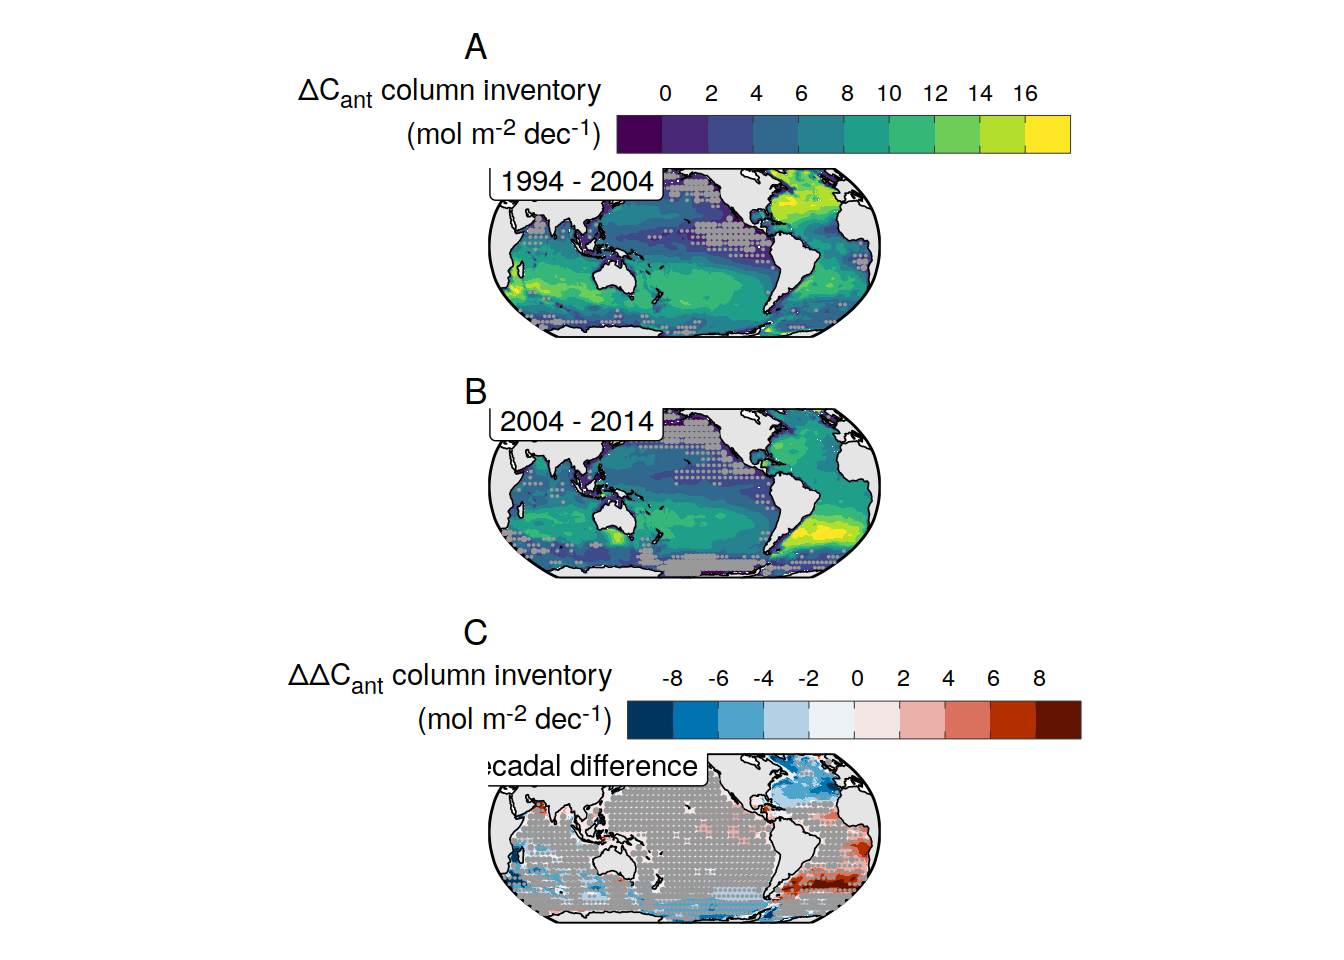 A
ΔCant column inventory
(mol m-2 dec-1)
0 2 4 6 8 10 12 14 16
1994 - 2004
B
2004 - 2014
C
ΔΔCant column inventory
(mol m-2 dec-1)
-8 -6 -4 -2 0 2 4 6 8
ecadal difference